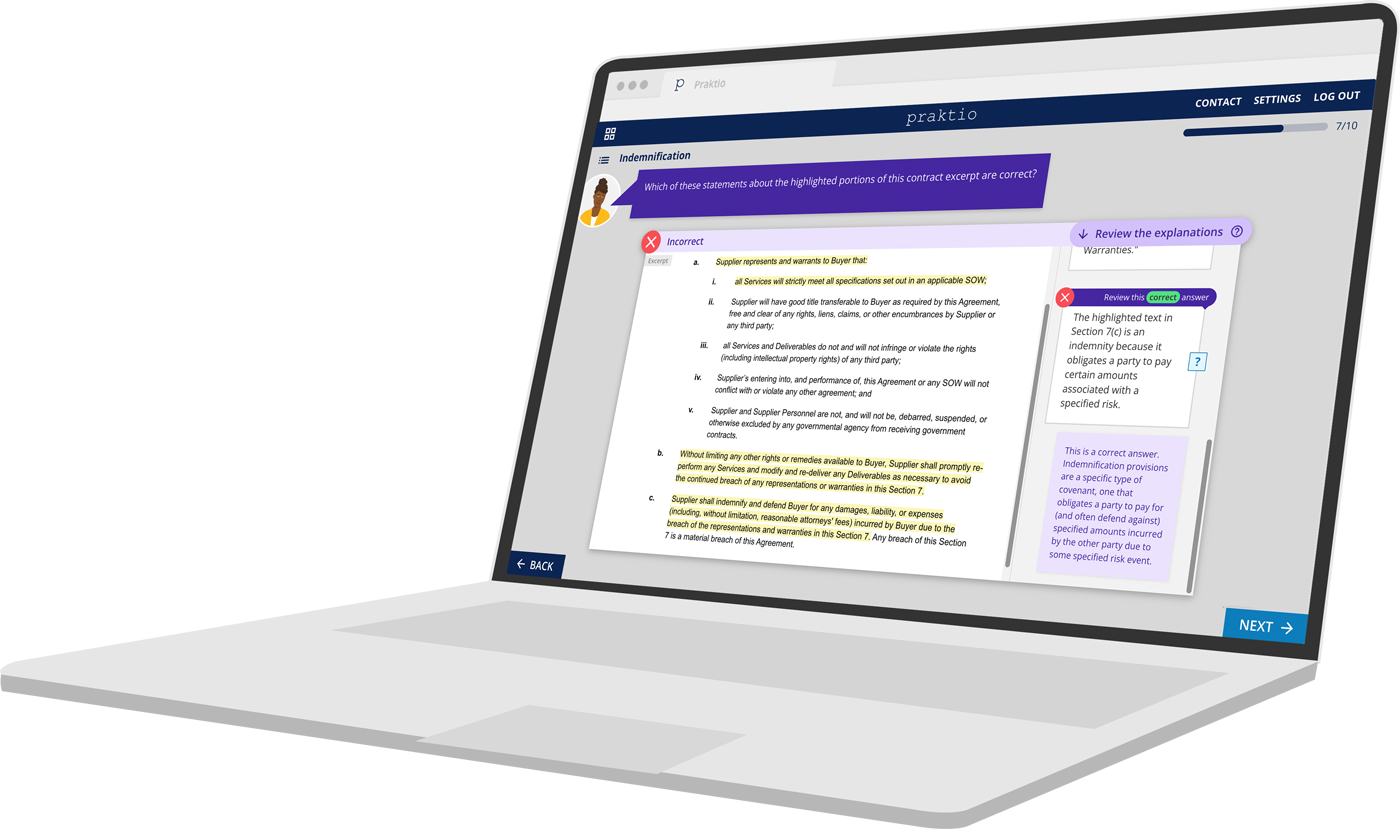 p Praktio
praktio
CONTACT SETTINGS LOG OUT
7/10
Indemnification
Which of these statements about the highlighted portions of this contract excerpt are correct?
Incorrect
Review the explanations ?
Excerpt
a. Supplier represents and warrants to Buyer that:
i. all Services will strictly meet all specifications set out in an applicable SOW;
ii. Supplier will have good title transferable to Buyer as required by this Agreement,
free and clear of any rights, liens, claims, or other encumbrances by Supplier or
any third party;
iii. all Services and Deliverables do not and will not infringe or violate the rights
(including intellectual property rights) of any third party;
iv. Supplier's entering into, and performance of, this Agreement or any SOW will not
conflict with or violate any other agreement; and
v. Supplier and Supplier Personnel are not, and will not be, debarred, suspended, or
otherwise excluded by any governmental agency from receiving government
contracts.
b. Without limiting any other rights or remedies available to Buyer, Supplier shall promptly re-
perform any Services and modify and re-deliver any Deliverables as necessary to avoid
the continued breach of any representations or warranties in this Section 7.
c. Supplier shall indemnify and defend Buyer for any damages, liability, or expenses
(including, without limitation, reasonable attorneys' fees) incurred by Buyer due to the
breach of the representations and warranties in this Section 7. Any breach of this Section
7 is a material breach of this Agreement.
Warranties."
Review this correct answer
The highlighted text in
Section 7(c) is an
indemnity because it
obligates a party to pay
certain amounts
associated with a
specified risk.
?
This is a correct answer.
Indemnification provisions
are a specific type of
covenant, one that
obligates a party to pay for
(and often defend against)
specified amounts incurred
by the other party due to
some specified risk event.
BACK
NEXT